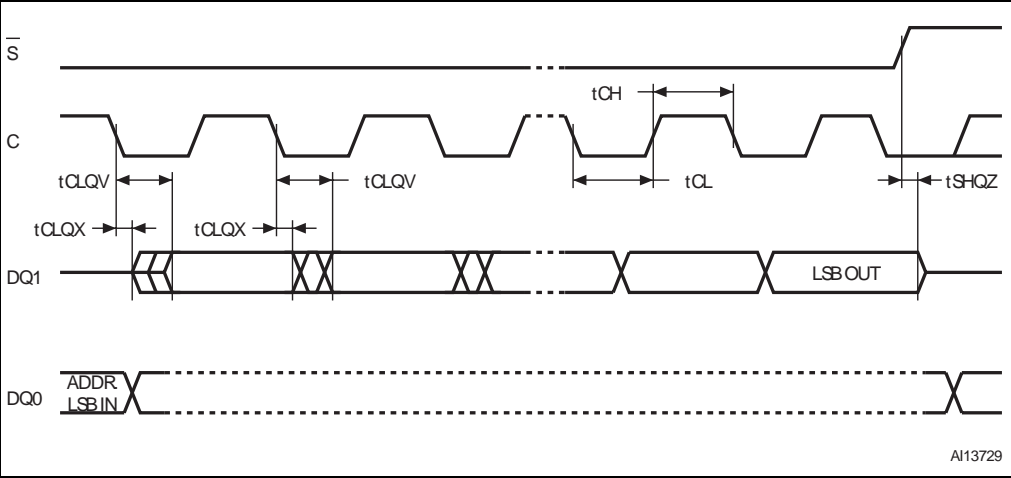 S
tCH
C
tCLQV
tCLQV
tCL
tSHQZ
tCLQX
tCLQX
DQ1
LSB OUT
ADDR.
LSB IN
DQ0
AI13729